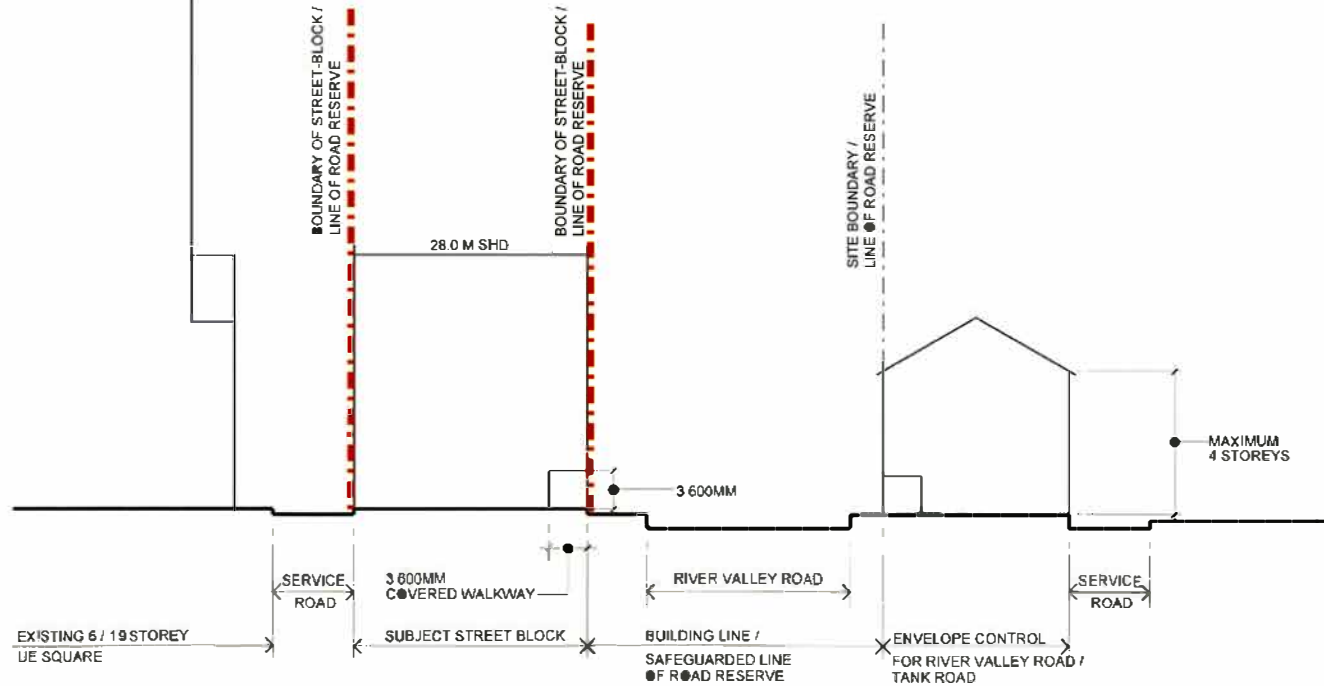 BOUNDARY OF STREET-BLOCK /
LINE OF ROAD RESERVE
BOUNDARY OF STREET-BLOCK /
LINE OF ROAD RESERVE
SITE BOUNDARY /
LINE OF ROAD RESERVE
28.0 M SHD
MAXIMUM
4 STOREYS
3 600MM
SERVICE
ROAD
3 600MM
COVERED WALKWAY
RIVER VALLEY ROAD
SERVICE
ROAD
EXISTING 6 / 19 STOREY
UE SQUARE
SUBJECT STREET BLOCK
BUILDING LINE /
SAFEGUARDED LINE
OF ROAD RESERVE
ENVELOPE CONTROL
FOR RIVER VALLEY ROAD /
TANK ROAD